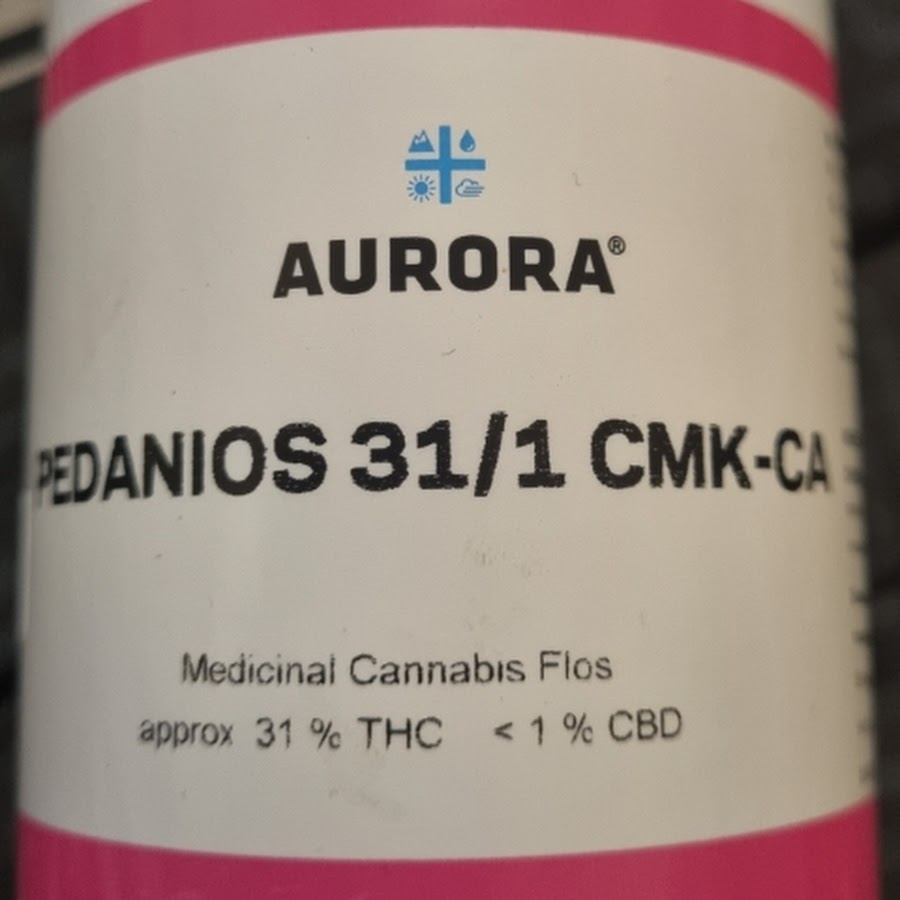 AURORA®
PEDANIOS 31/1 CMK-CA
Medicinal Cannabis Flos
approx 31 % THC < 1 % CBD